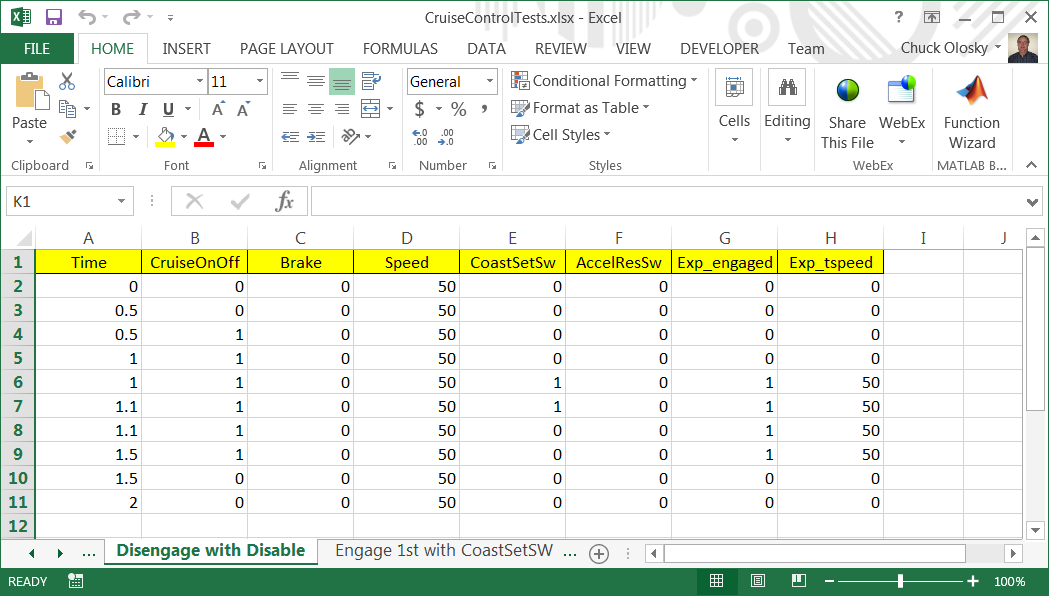 CruiseControlTests.xlsx - Excel
?
FILE HOME INSERT PAGE LAYOUT FORMULAS DATA REVIEW VIEW DEVELOPER Team Chuck Olosky
Calibri 11 General Conditional Formatting
B I U A A $ % , Format as Table
Paste A Cell Styles Cells Editing Share This File WebEx Function Wizard
Clipboard Font Alignment Number Styles WebEx MATLAB B...
K1 fx
A B C D E F G H I J
1 Time CruiseOnOff Brake Speed CoastSetSw AccelResSw Exp_engaged Exp_tspeed
2 0 0 0 50 0 0 0 0
3 0.5 0 0 50 0 0 0 0
4 0.5 1 0 50 0 0 0 0
5 1 1 0 50 0 0 0 0
6 1 1 0 50 1 0 1 50
7 1.1 1 0 50 1 0 1 50
8 1.1 1 0 50 0 0 1 50
9 1.5 1 0 50 0 0 1 50
10 1.5 0 0 50 0 0 0 0
11 2 0 0 50 0 0 0 0
12
... Disengage with Disable Engage 1st with CoastSetSW ...
READY 100%